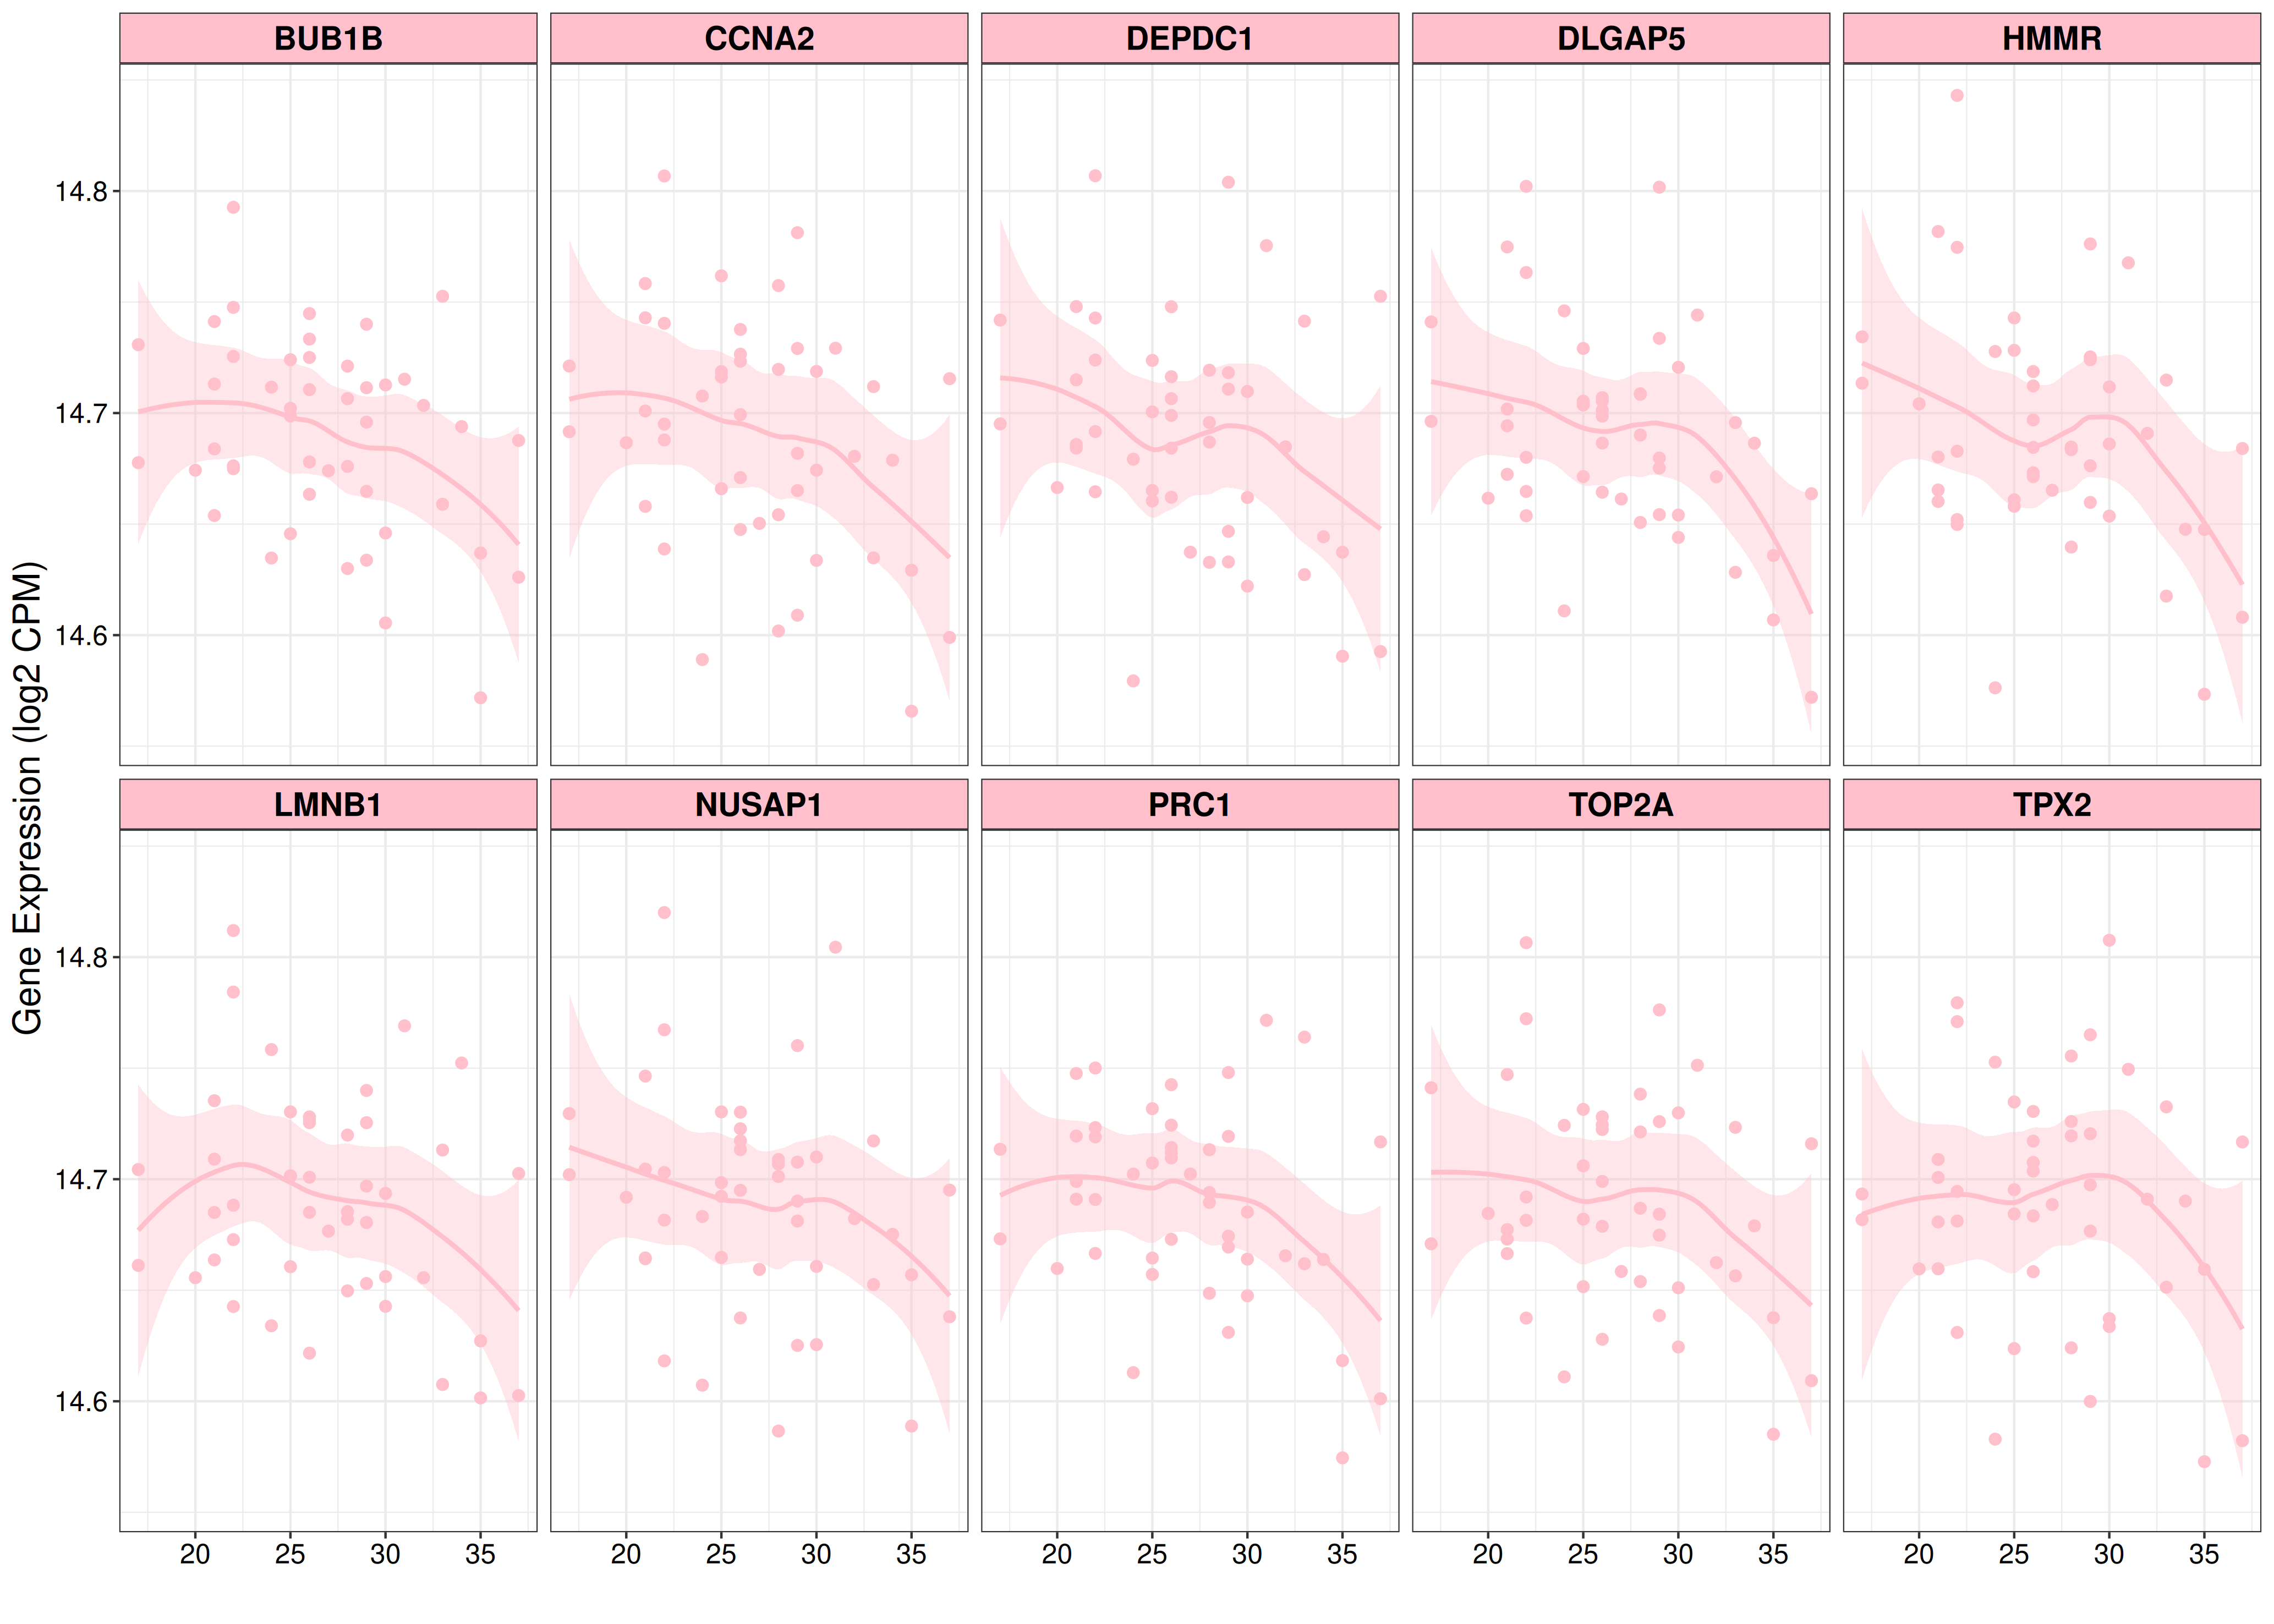 BUB1B CCNA2 DEPDC1 DLGAP5 HMMR
14.8
14.7
14.6
Gene Expression (log2 CPM)
LMNB1 NUSAP1 PRC1 TOP2A TPX2
14.8
14.7
14.6
20 25 30 35 20 25 30 35 20 25 30 35 20 25 30 35 20 25 30 35